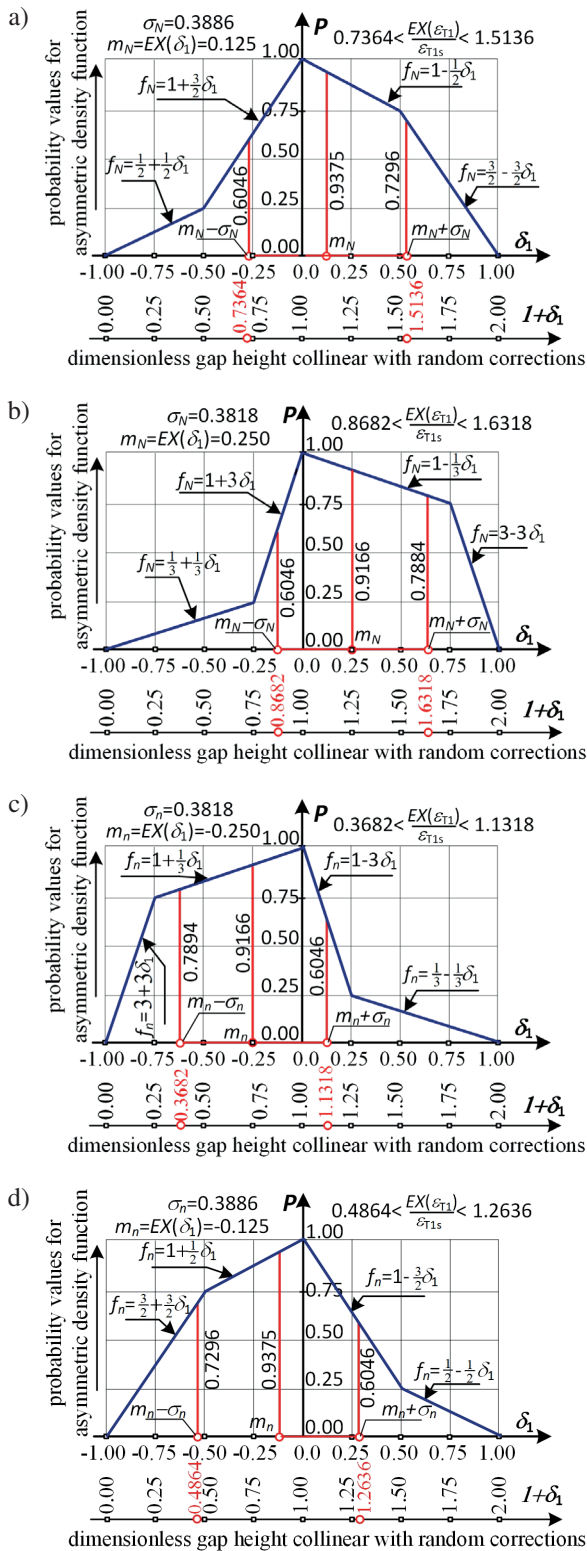 a)
σN=0.3886
mN=EX(δ1)=0.125
P
0.7364< EX(εT1)/εT1s < 1.5136
probability values for
asymmetric density function
1.00
0.75
0.25
0.00
fN=1+3/2δ1
fN=1-1/2δ1
fN=1/2+1/2δ1
fN=3/2-3/2δ1
0.6046
0.9375
0.7296
mN−σN
mN
mN+σN
-1.00 -0.75 -0.50 -0.25 0.0 0.25 0.50 0.75 1.00 δ1
0.7364
1.5136
0.00 0.25 0.50 0.75 1.00 1.25 1.50 1.75 2.00 1+δ1
dimensionless gap height collinear with random corrections
b)
σN=0.3818
mN=EX(δ1)=0.250
P
0.8682< EX(εT1)/εT1s < 1.6318
probability values for
asymmetric density function
1.00
0.75
0.50
0.25
0.00
fN=1+3δ1
fN=1-1/3δ1
fN=1/3+1/3δ1
fN=3-3δ1
0.6046
0.9166
0.7884
mN−σN
mN
mN+σN
-1.00 -0.75 -0.50 -0.25 0.0 0.25 0.50 0.75 1.00 δ1
0.8682
1.6318
0.00 0.25 0.50 0.75 1.00 1.25 1.50 1.75 2.00 1+δ1
dimensionless gap height collinear with random corrections
c)
σn=0.3818
mn=EX(δ1)=-0.250
P
0.3682< EX(εT1)/εT1s < 1.1318
probability values for
asymmetric density function
1.00
0.75
0.50
0.25
0.00
fn=1+1/3δ1
fn=1-3δ1
fn=3+3δ1
fn=1/3-1/3δ1
0.7894
0.9166
0.6046
mn−σn
mn
mn+σn
-1.00 -0.75 -0.50 -0.25 0.0 0.25 0.50 0.75 1.00 δ1
0.3682
1.1318
0.00 0.25 0.50 0.75 1.00 1.25 1.50 1.75 2.00 1+δ1
dimensionless gap height collinear with random corrections
d)
σn=0.3886
mn=EX(δ1)=-0.125
P
0.4864< EX(εT1)/εT1s < 1.2636
probability values for
asymmetric density function
1.00
0.75
0.50
0.25
0.00
fn=1+1/2δ1
fn=1-3/2δ1
fn=3/2+3/2δ1
fn=1/2-1/2δ1
0.7296
0.9375
0.6046
mn−σn
mn
mn+σn
-1.00 -0.75 -0.50 -0.25 0.0 0.25 0.50 0.75 1.00 δ1
0.4864
1.2636
0.00 0.25 0.50 0.75 1.00 1.25 1.50 1.75 2.00 1+δ1
dimensionless gap height collinear with random corrections